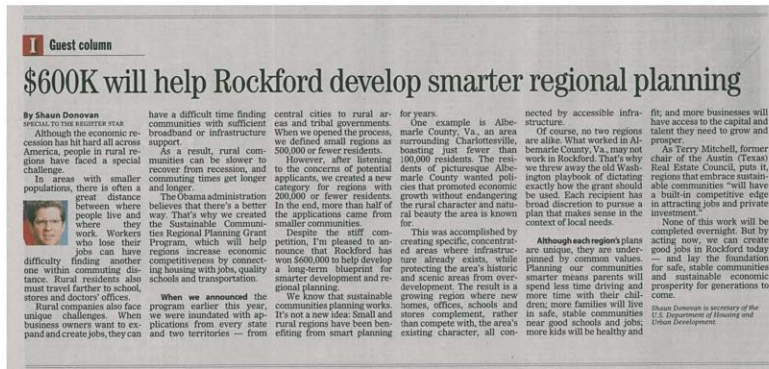 I Guest column
$600K will help Rockford develop smarter regional planning
By Shaun Donovan
SPECIAL TO THE REGISTER STAR
Although the economic re-
cession has hit hard all across
America, people in rural re-
gions have faced a special
challenge.
In areas with smaller
populations, there is often a
great distance
between where
people live and
where they
work. Workers
who lose their
jobs can have
difficulty finding another
one within commuting dis-
tance. Rural residents also
must travel farther to school,
stores and doctors' offices.
Rural companies also face
unique challenges. When
business owners want to ex-
pand and create jobs, they can
have a difficult time finding
communities with sufficient
broadband or infrastructure
support.
As a result, rural com-
munities can be slower to
recover from recession, and
commuting times get longer
and longer.
The Obama administration
believes that there's a better
way. That's why we created
the Sustainable Communi-
ties Regional Planning Grant
Program, which will help
regions increase economic
competitiveness by connect-
ing housing with jobs, quality
schools and transportation.
When we announced the
program earlier this year,
we were inundated with ap-
plications from every state
and two territories — from
central cities to rural ar-
eas and tribal governments.
When we opened the process,
we defined small regions as
500,000 or fewer residents.
However, after listening
to the concerns of potential
applicants, we created new
category for regions with
200,000 or fewer residents.
In the end, more than half of
the applications came from
smaller communities.
Despite the stiff com-
petition, I'm pleased to an-
nounce that Rockford has
won $600,000 to help develop
a long-term blueprint for
smarter development and re-
gional planning.
We know that sustainable
communities planning works.
It's not a new idea: Small and
rural regions have been ben-
efiting from smart planning
for years.
One example is Albe-
marle County, Va., an area
surrounding Charlottesville,
boasting just fewer than
100,000 residents. The resi-
dents of picturesque Albe-
marle County wanted poli-
cies that promoted economic
growth without endangering
the rural character and natu-
ral beauty the area is known
for.
This was accomplished by
creating specific, concentrat-
ed areas where infrastruc-
ture already exists, while
protecting the area's historic
and scenic areas from over-
development. The result is a
growing region where new
homes, offices, schools and
stores complement, rather
than compete with, the area's
existing character, all con-
nected by accessible infra-
structure.
Of course, no two regions
are alike. What worked in Al-
bemarle County, Va., may not
work in Rockford. That's why
we threw away the old Wash-
ington playbook of dictating
exactly how the grant should
be used. Each recipient has
broad discretion to pursue a
plan that makes sense in the
context of local needs.
Although each region's plans
are unique, they are under-
pinned by common values.
Planning our communities
smarter means parents will
spend less time driving and
more time with their chil-
dren; more families will live
in safe, stable communities
near good schools and jobs;
more kids will be healthy and
fit; and more businesses will
have access to the capital and
talent they need to grow and
prosper.
As Terry Mitchell, former
chair of the Austin (Texas)
Real Estate Council, puts it,
regions that embrace sustain-
able communities "will have
a built-in competitive edge
in attracting jobs and private
investment."
None of this work will be
completed overnight. But by
acting now, we can create
good jobs in Rockford today
— and lay the foundation
for safe, stable communities
and sustainable economic
prosperity for generations to
come.
Shaun Donovan is secretary of the
U.S. Department of Housing and
Urban Development.